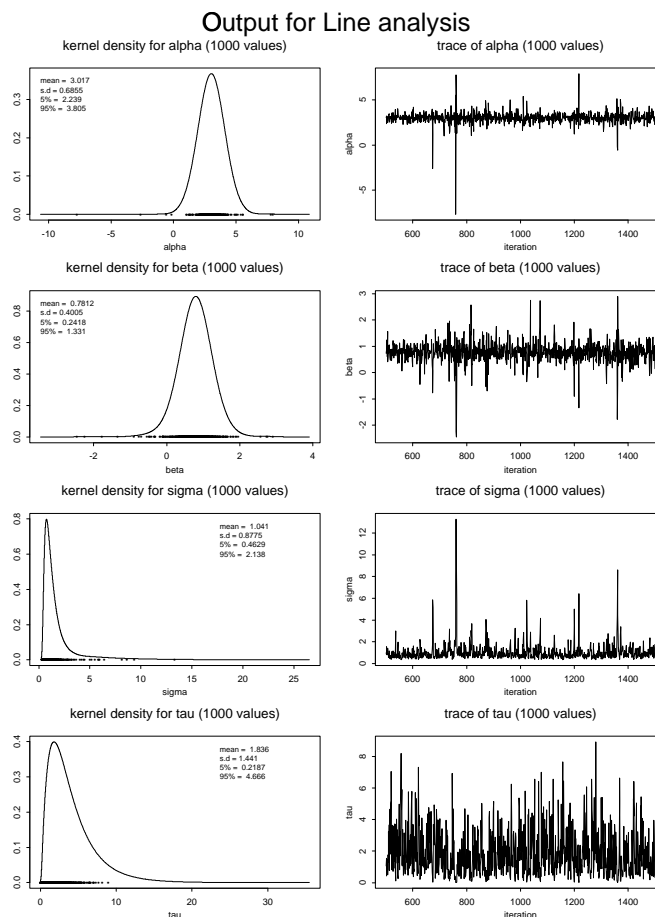 Output for Line analysis
kernel density for alpha (1000 values)
mean = 3.017
s.d = 0.6855
5% = 2.239
95% = 3.805
0.0 0.1 0.2 0.3
-10 -5 0 5 10
alpha
trace of alpha (1000 values)
alpha
-5 0 5
600 800 1000 1200 1400
iteration
kernel density for beta (1000 values)
mean = 0.7812
s.d = 0.4005
5% = 0.2418
95% = 1.331
0.0 0.2 0.4 0.6 0.8
-2 0 2 4
beta
trace of beta (1000 values)
beta
-2 -1 0 1 2 3
600 800 1000 1200 1400
iteration
kernel density for sigma (1000 values)
mean = 1.041
s.d = 0.8775
5% = 0.4629
95% = 2.138
0.0 0.2 0.4 0.6 0.8
0 5 10 15 20 25
sigma
trace of sigma (1000 values)
sigma
0 2 4 6 8 12
600 800 1000 1200 1400
iteration
kernel density for tau (1000 values)
mean = 1.836
s.d = 1.441
5% = 0.2187
95% = 4.666
0.0 0.1 0.2 0.3 0.4
0 10 20 30
tau
trace of tau (1000 values)
tau
0 2 4 6 8
600 800 1000 1200 1400
iteration